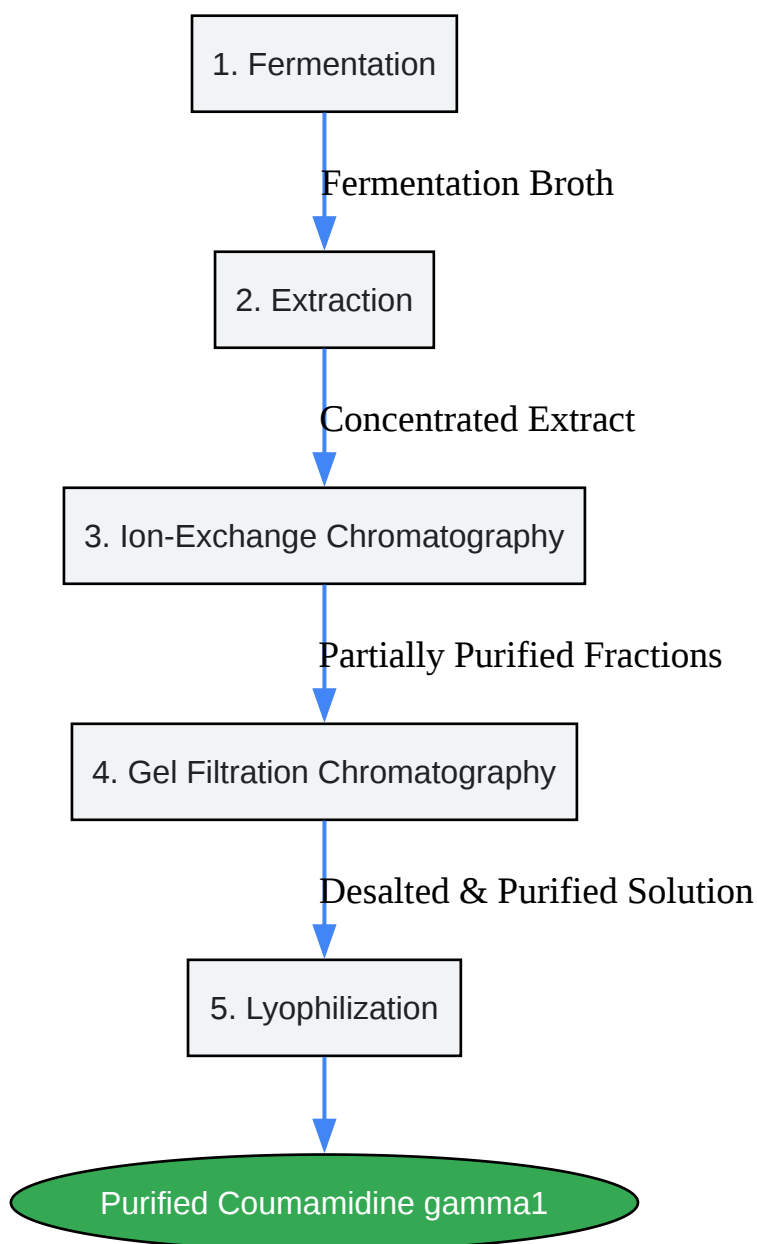 1. Fermentation
Fermentation Broth
2. Extraction
Concentrated Extract
3. Ion-Exchange Chromatography
Partially Purified Fractions
4. Gel Filtration Chromatography
Desalted & Purified Solution
5. Lyophilization
Purified Coumamidine gamma1